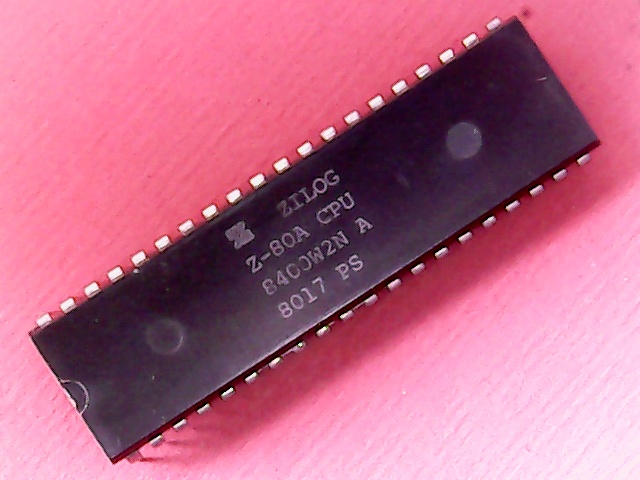 ZILOG
Z-80A CPU
8400W2N A
8017 PS